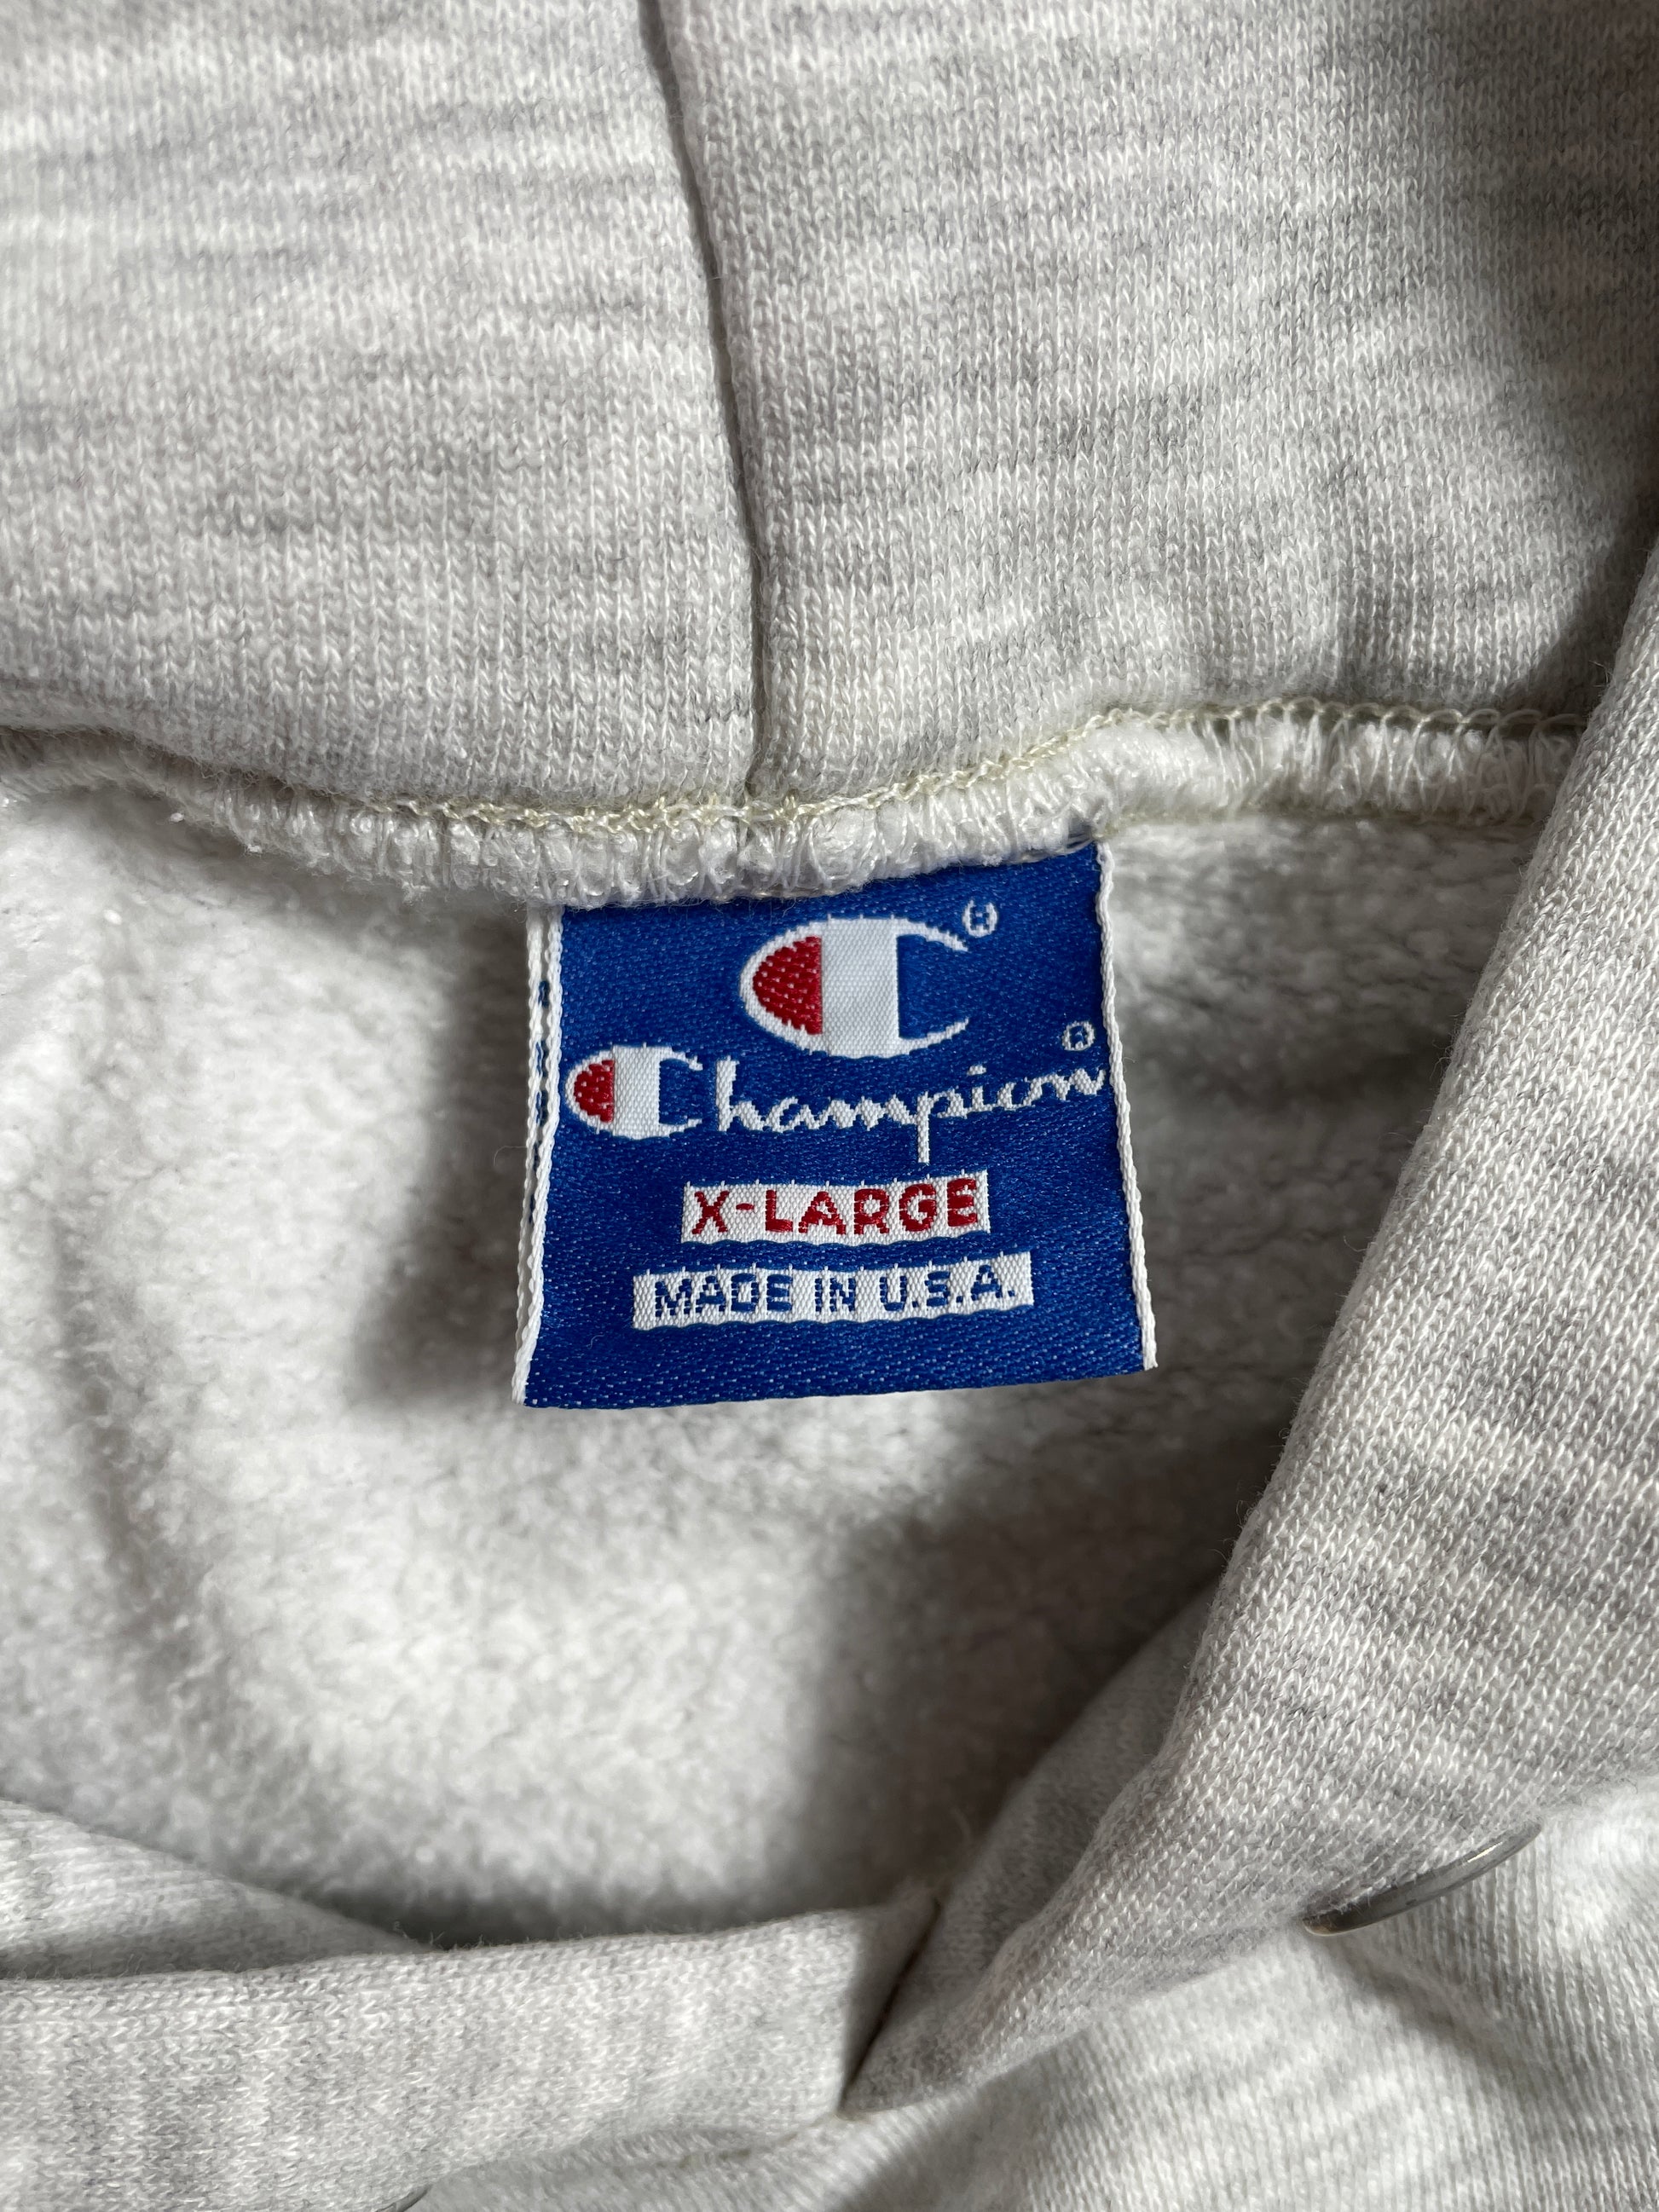 C®
Champion®
X-LARGE
MADE IN U.S.A.